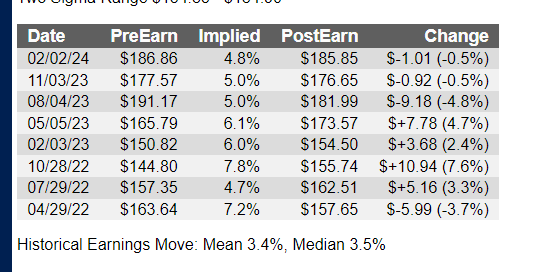 Date PreEarn Implied PostEarn Change
02/02/24 $186.86 4.8% $185.85 $-1.01 (-0.5%)
11/03/23 $177.57 5.0% $176.65 $-0.92 (-0.5%)
08/04/23 $191.17 5.0% $181.99 $-9.18 (-4.8%)
05/05/23 $165.79 6.1% $173.57 $+7.78 (4.7%)
02/03/23 $150.82 6.0% $154.50 $+3.68 (2.4%)
10/28/22 $144.80 7.8% $155.74 $+10.94 (7.6%)
07/29/22 $157.35 4.7% $162.51 $+5.16 (3.3%)
04/29/22 $163.64 7.2% $157.65 $-5.99 (-3.7%)
Historical Earnings Move: Mean 3.4%, Median 3.5%